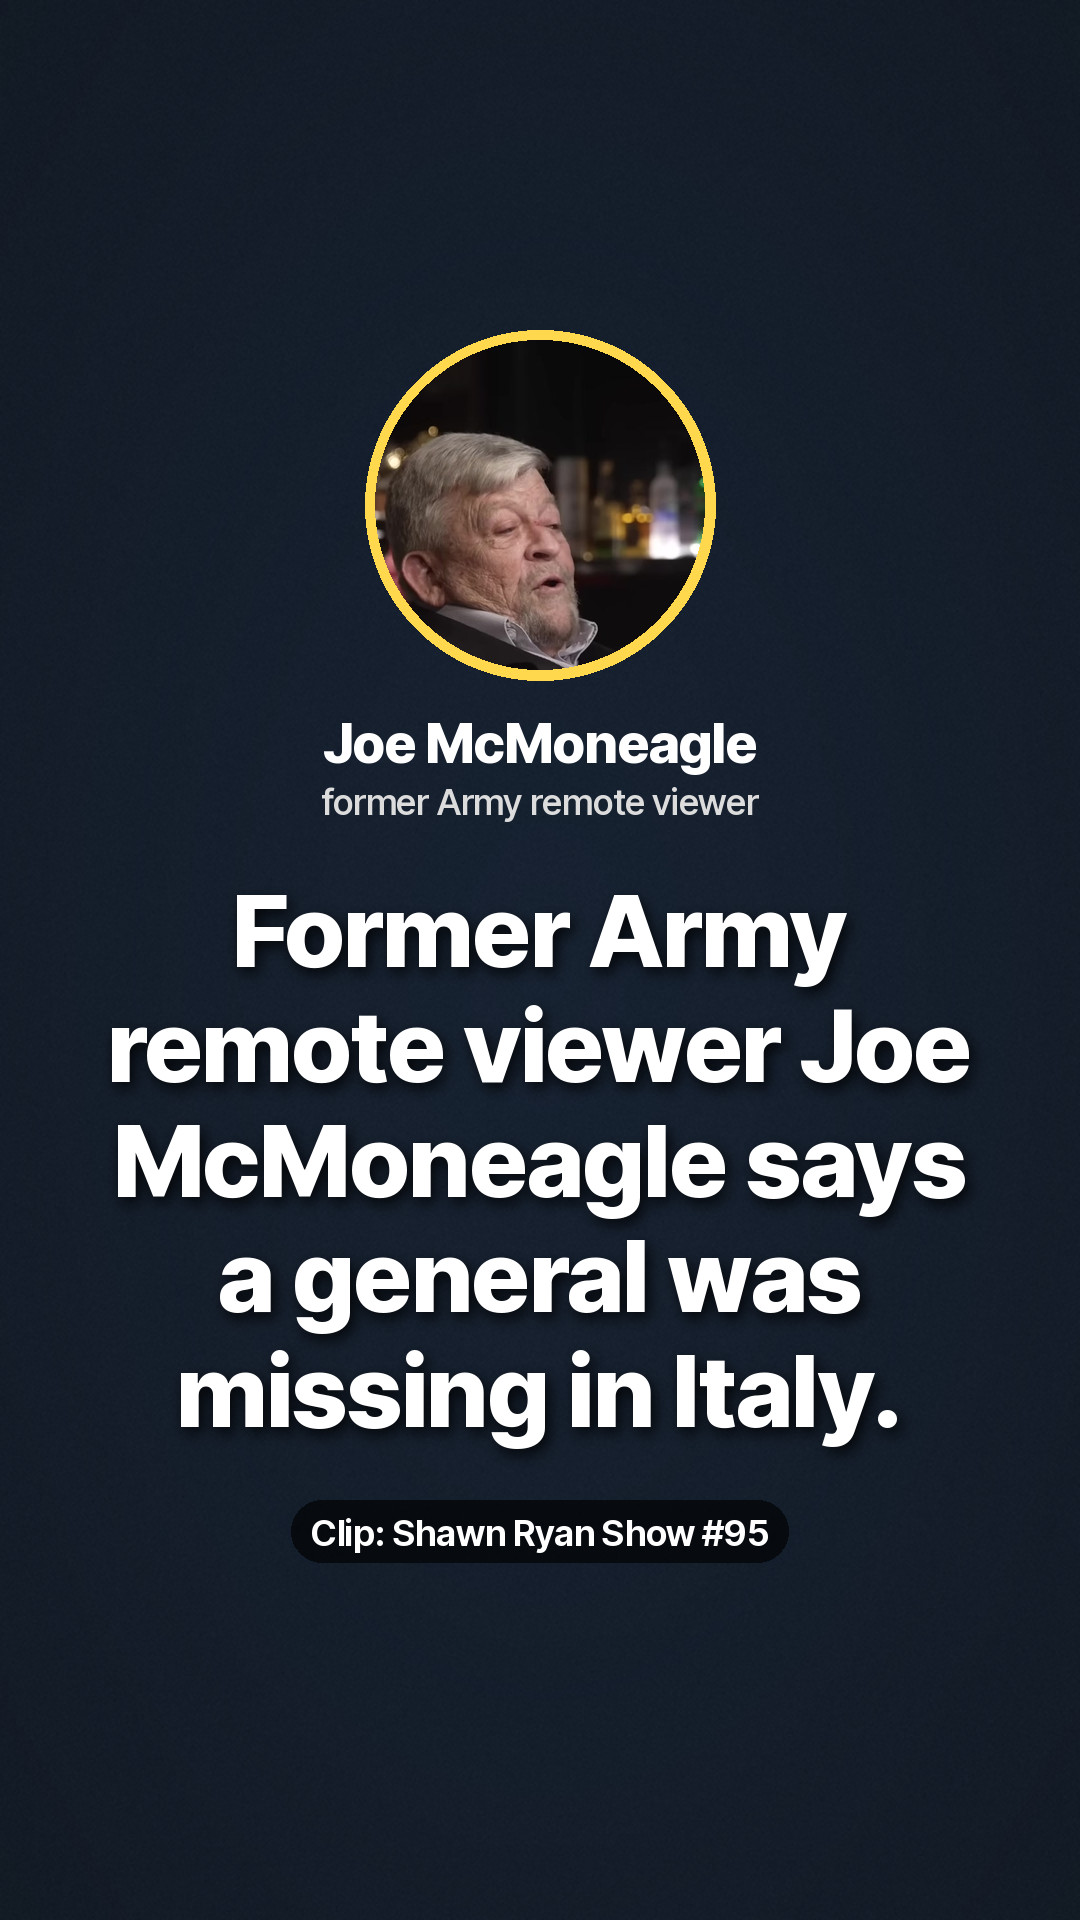 Joe McMoneagle
former Army remote viewer
Former Army
remote viewer Joe
McMoneagle says
a general was
missing in Italy.
Clip: Shawn Ryan Show #95